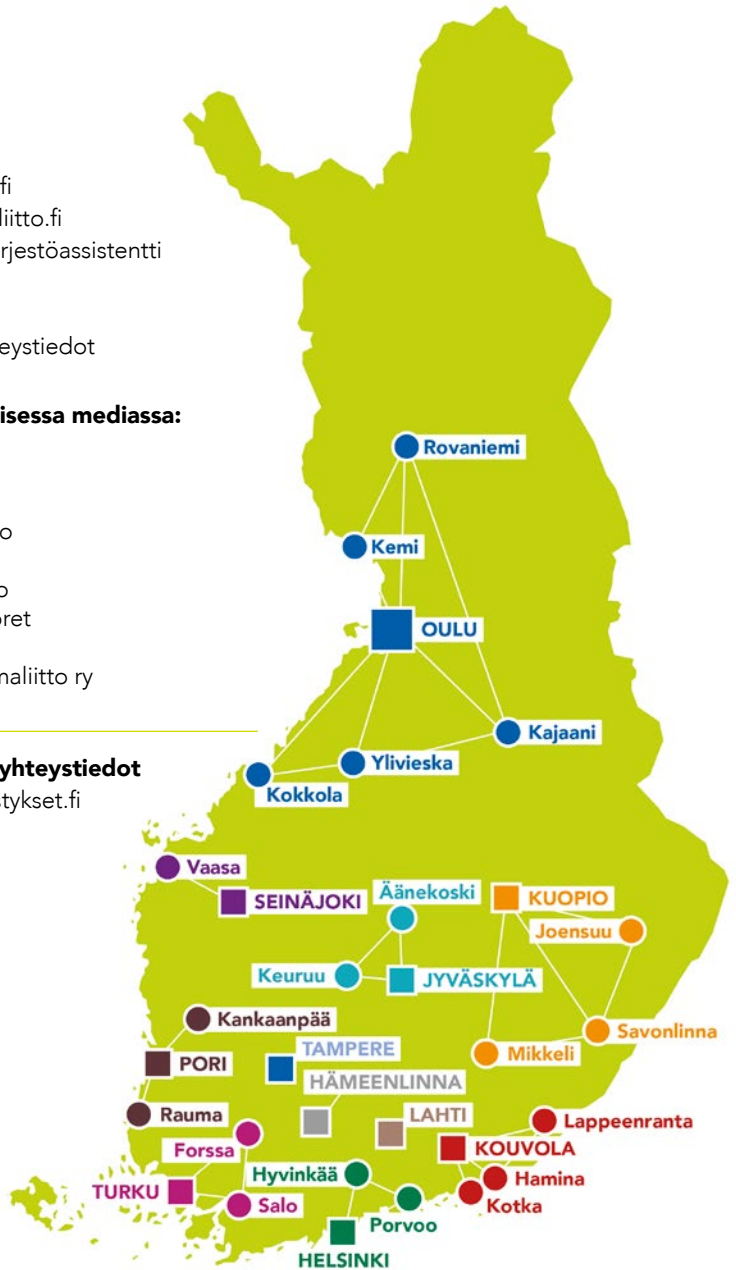 fi
liitto.fi
rjestöassistentti
eystiedot
isessa mediassa:
o
o
oret
naliitto ry
yhteystiedot
stykset.fi
Rovaniemi
Kemi
OULU
Kajaani
Ylivieska
Kokkola
Vaasa
SEINÄJOKI
Äänekoski
KUOPIO
Joensuu
Keuruu
JYVÄSKYLÄ
Kankaanpää
Savonlinna
TAMPERE
Mikkeli
PORI
HÄMEENLINNA
Rauma
LAHTI
Lappeenranta
Forssa
KOUVOLA
Hyvinkää
Hamina
TURKU
Salo
Kotka
Porvoo
HELSINKI